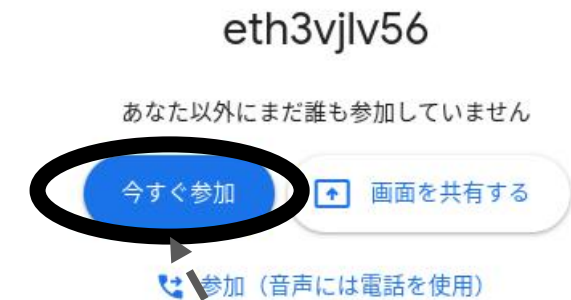 eth3vjlv56
あなた以外にまだ誰も参加していません
今すぐ参加 画面を共有する
参加（音声には電話を使用）